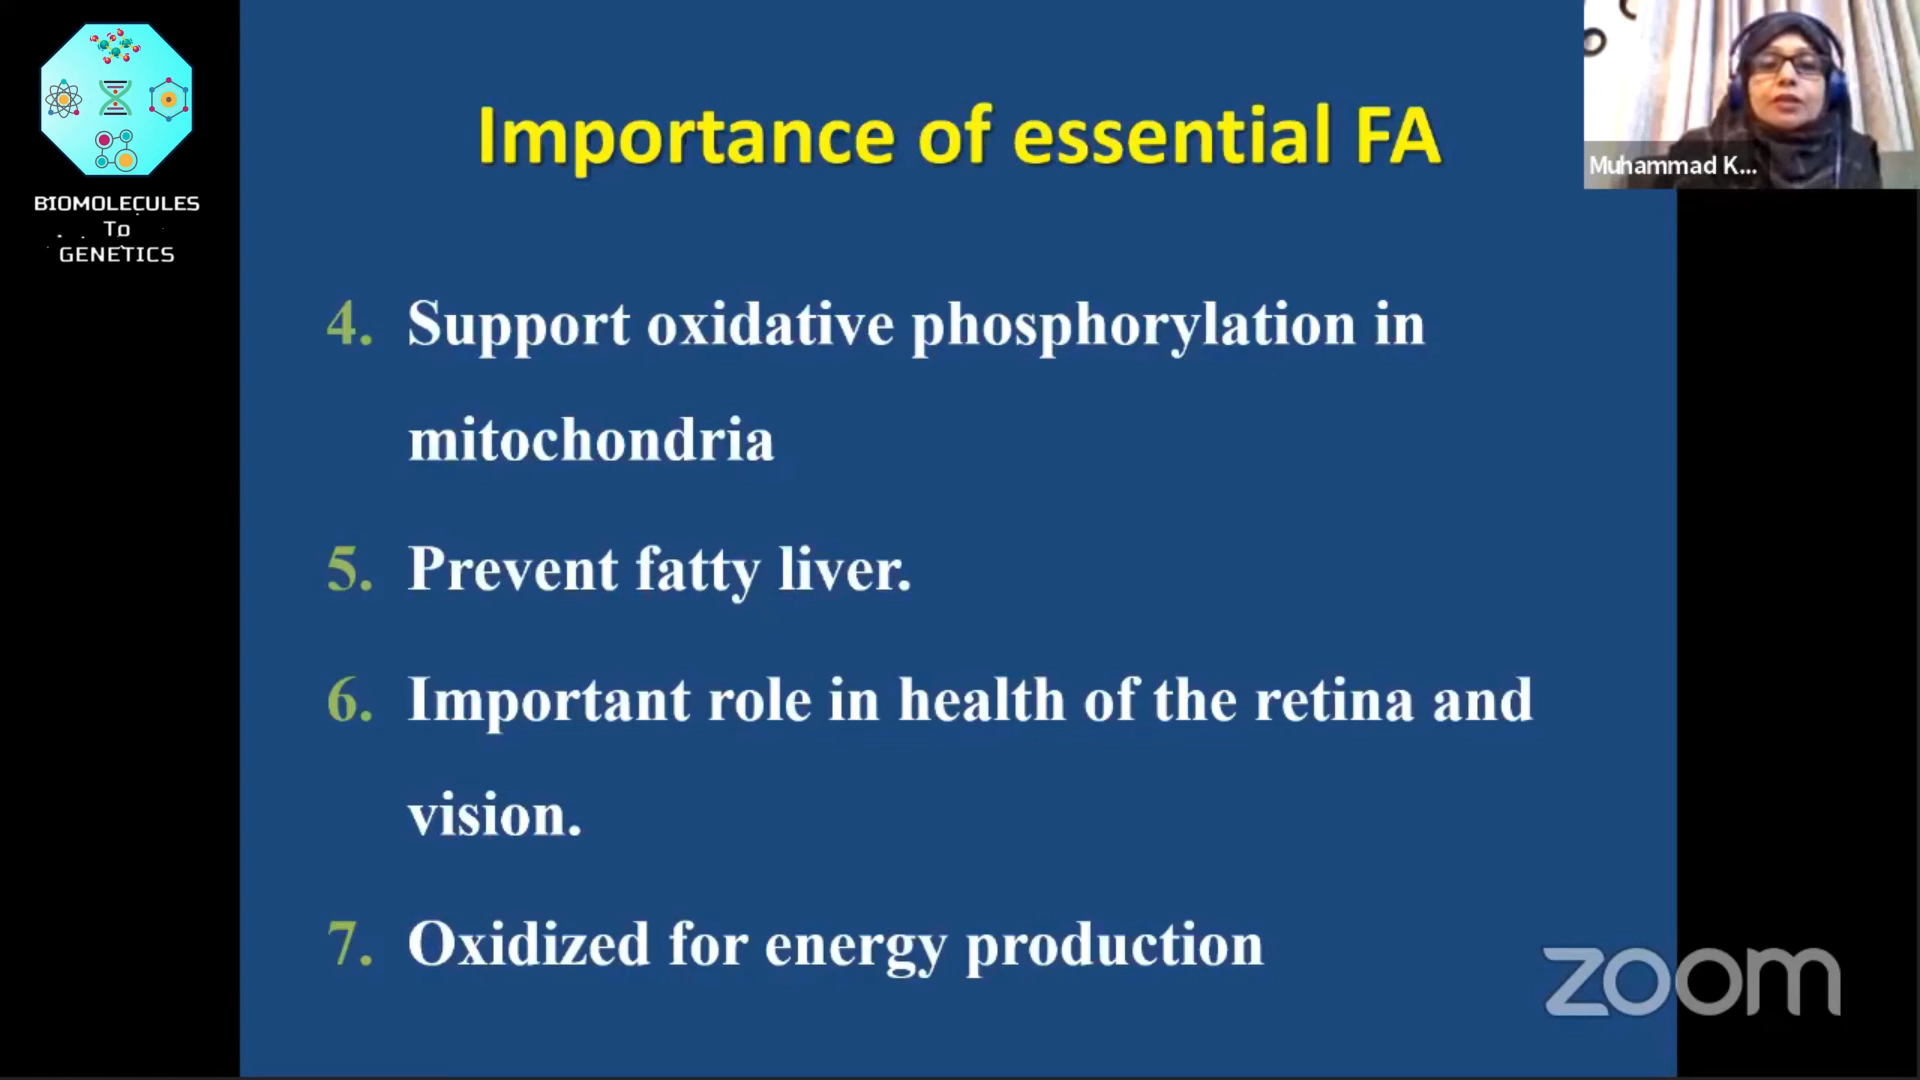 BIOMOLECULES
To
GENETICS
Importance of essential FA
Muhammad K...
4. Support oxidative phosphorylation in
mitochondria
5. Prevent fatty liver.
6. Important role in health of the retina and
vision.
7. Oxidized for energy production
zoom